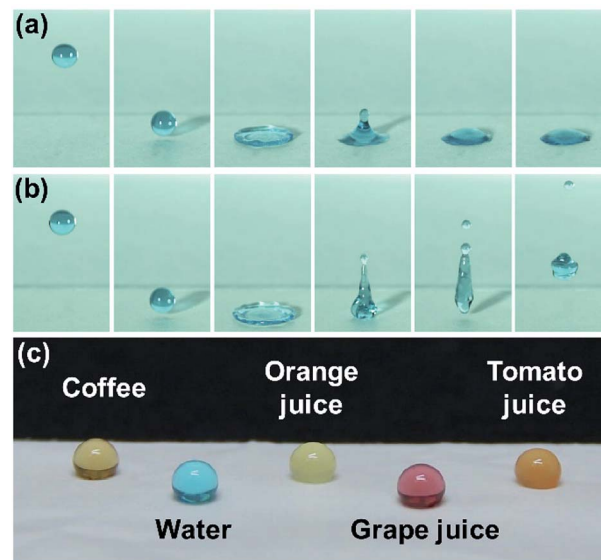 (a)
(b)
(c)
Coffee
Orange
juice
Tomato
juice
Water
Grape juice